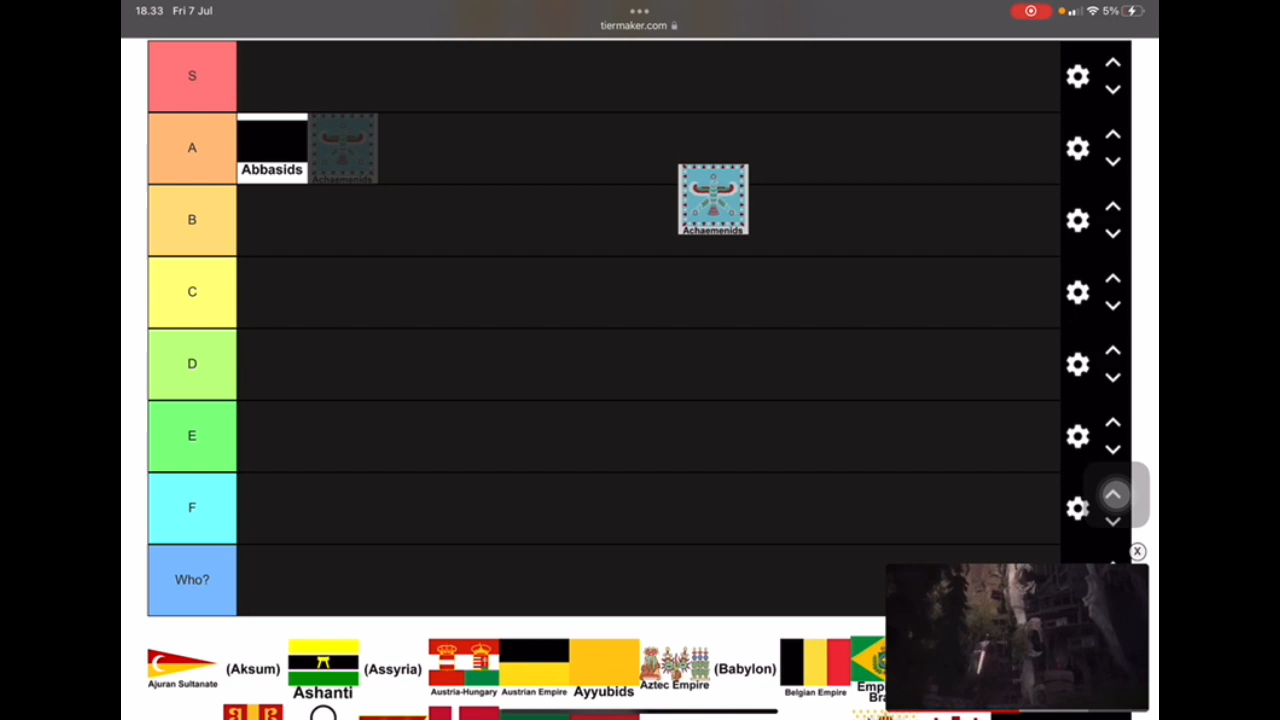 18.33 Fri 7 Jul
5%
tiermaker.com
S
A
Abbasids
Achaemenids
Achaemenids
B
C
D
E
F
Who?
X
Ajuran Sultanate
(Aksum)
Ashanti
(Assyria)
Austria-Hungary
Austrian Empire
Ayyubids
Aztec Empire
(Babylon)
Belgian Empire